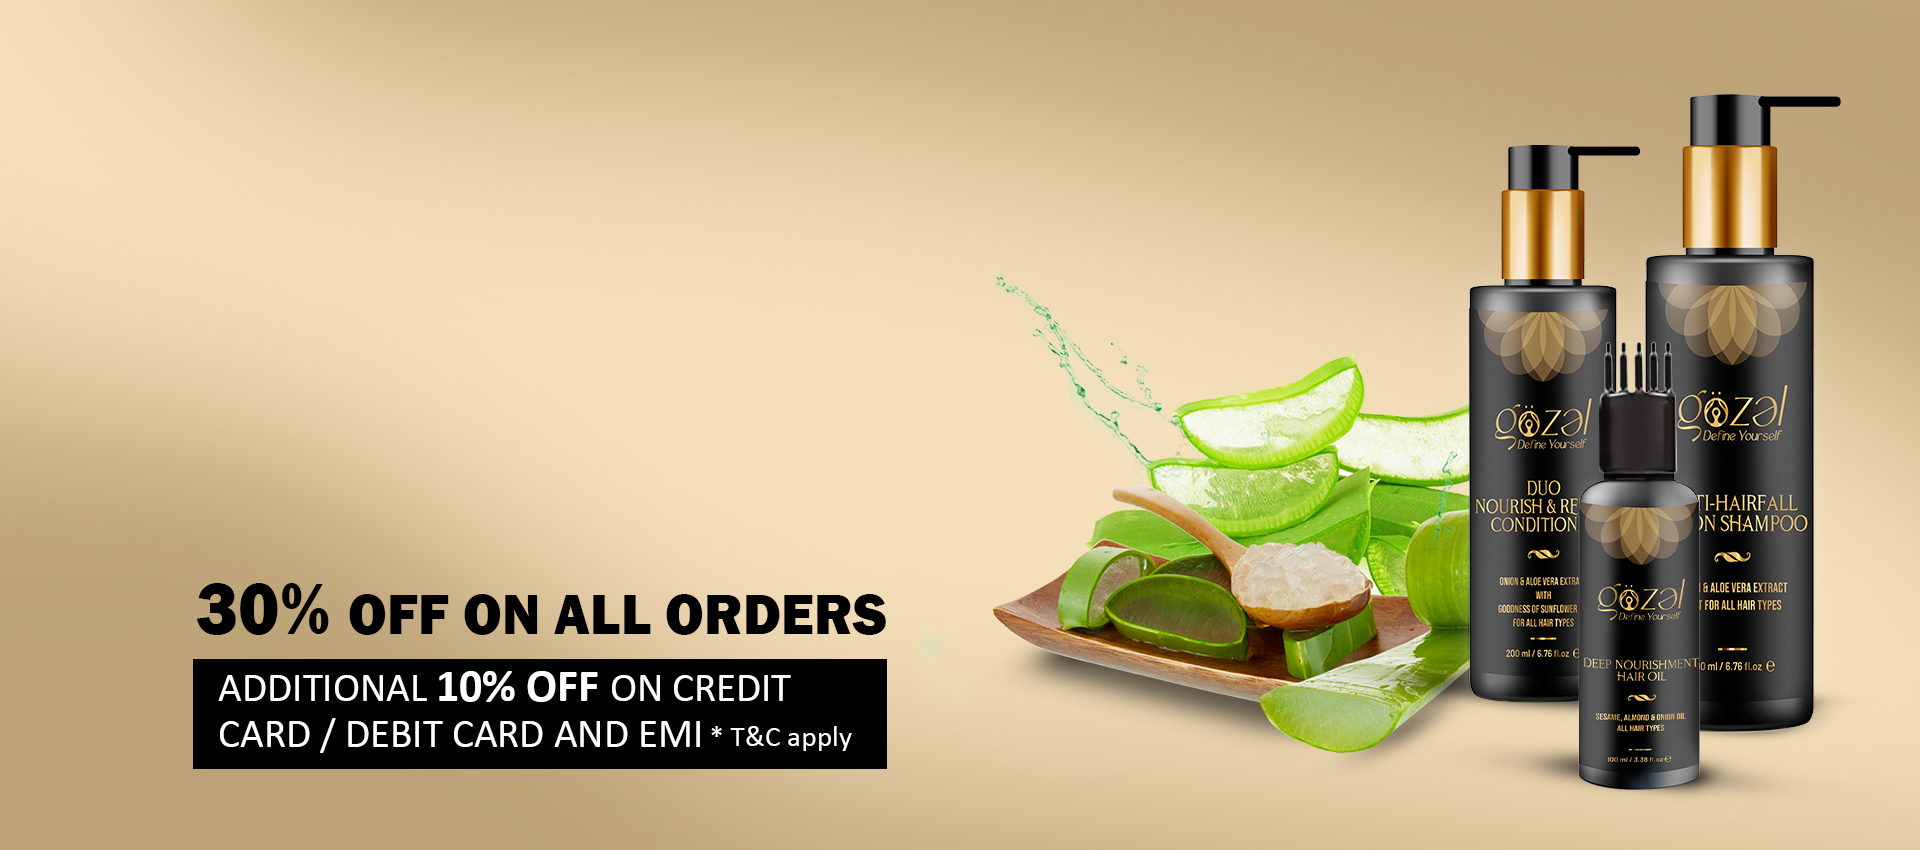 30% OFF ON ALL ORDERS
ADDITIONAL 10% OFF ON CREDIT
CARD / DEBIT CARD AND EMI * T&C apply
gözəl
Define Yourself
DUO
NOURISH & RE
CONDITION
ONION & ALOE VERA EXTRA
WITH
GOODNESS OF SUNFLOWER
FOR ALL HAIR TYPES
200 ml / 6.76 fl.oz e
gözəl
Define Yourself
TI-HAIRFALL
ON SHAMPOO
& ALOE VERA EXTRACT
FOR ALL HAIR TYPES
0 ml / 6.76 fl.oz e
gözəl
Define Yourself
DEEP NOURISHMENT
HAIR OIL
SESAME, ALMOND & ONION OIL
ALL HAIR TYPES
100 ml / 3.38 fl.oz e